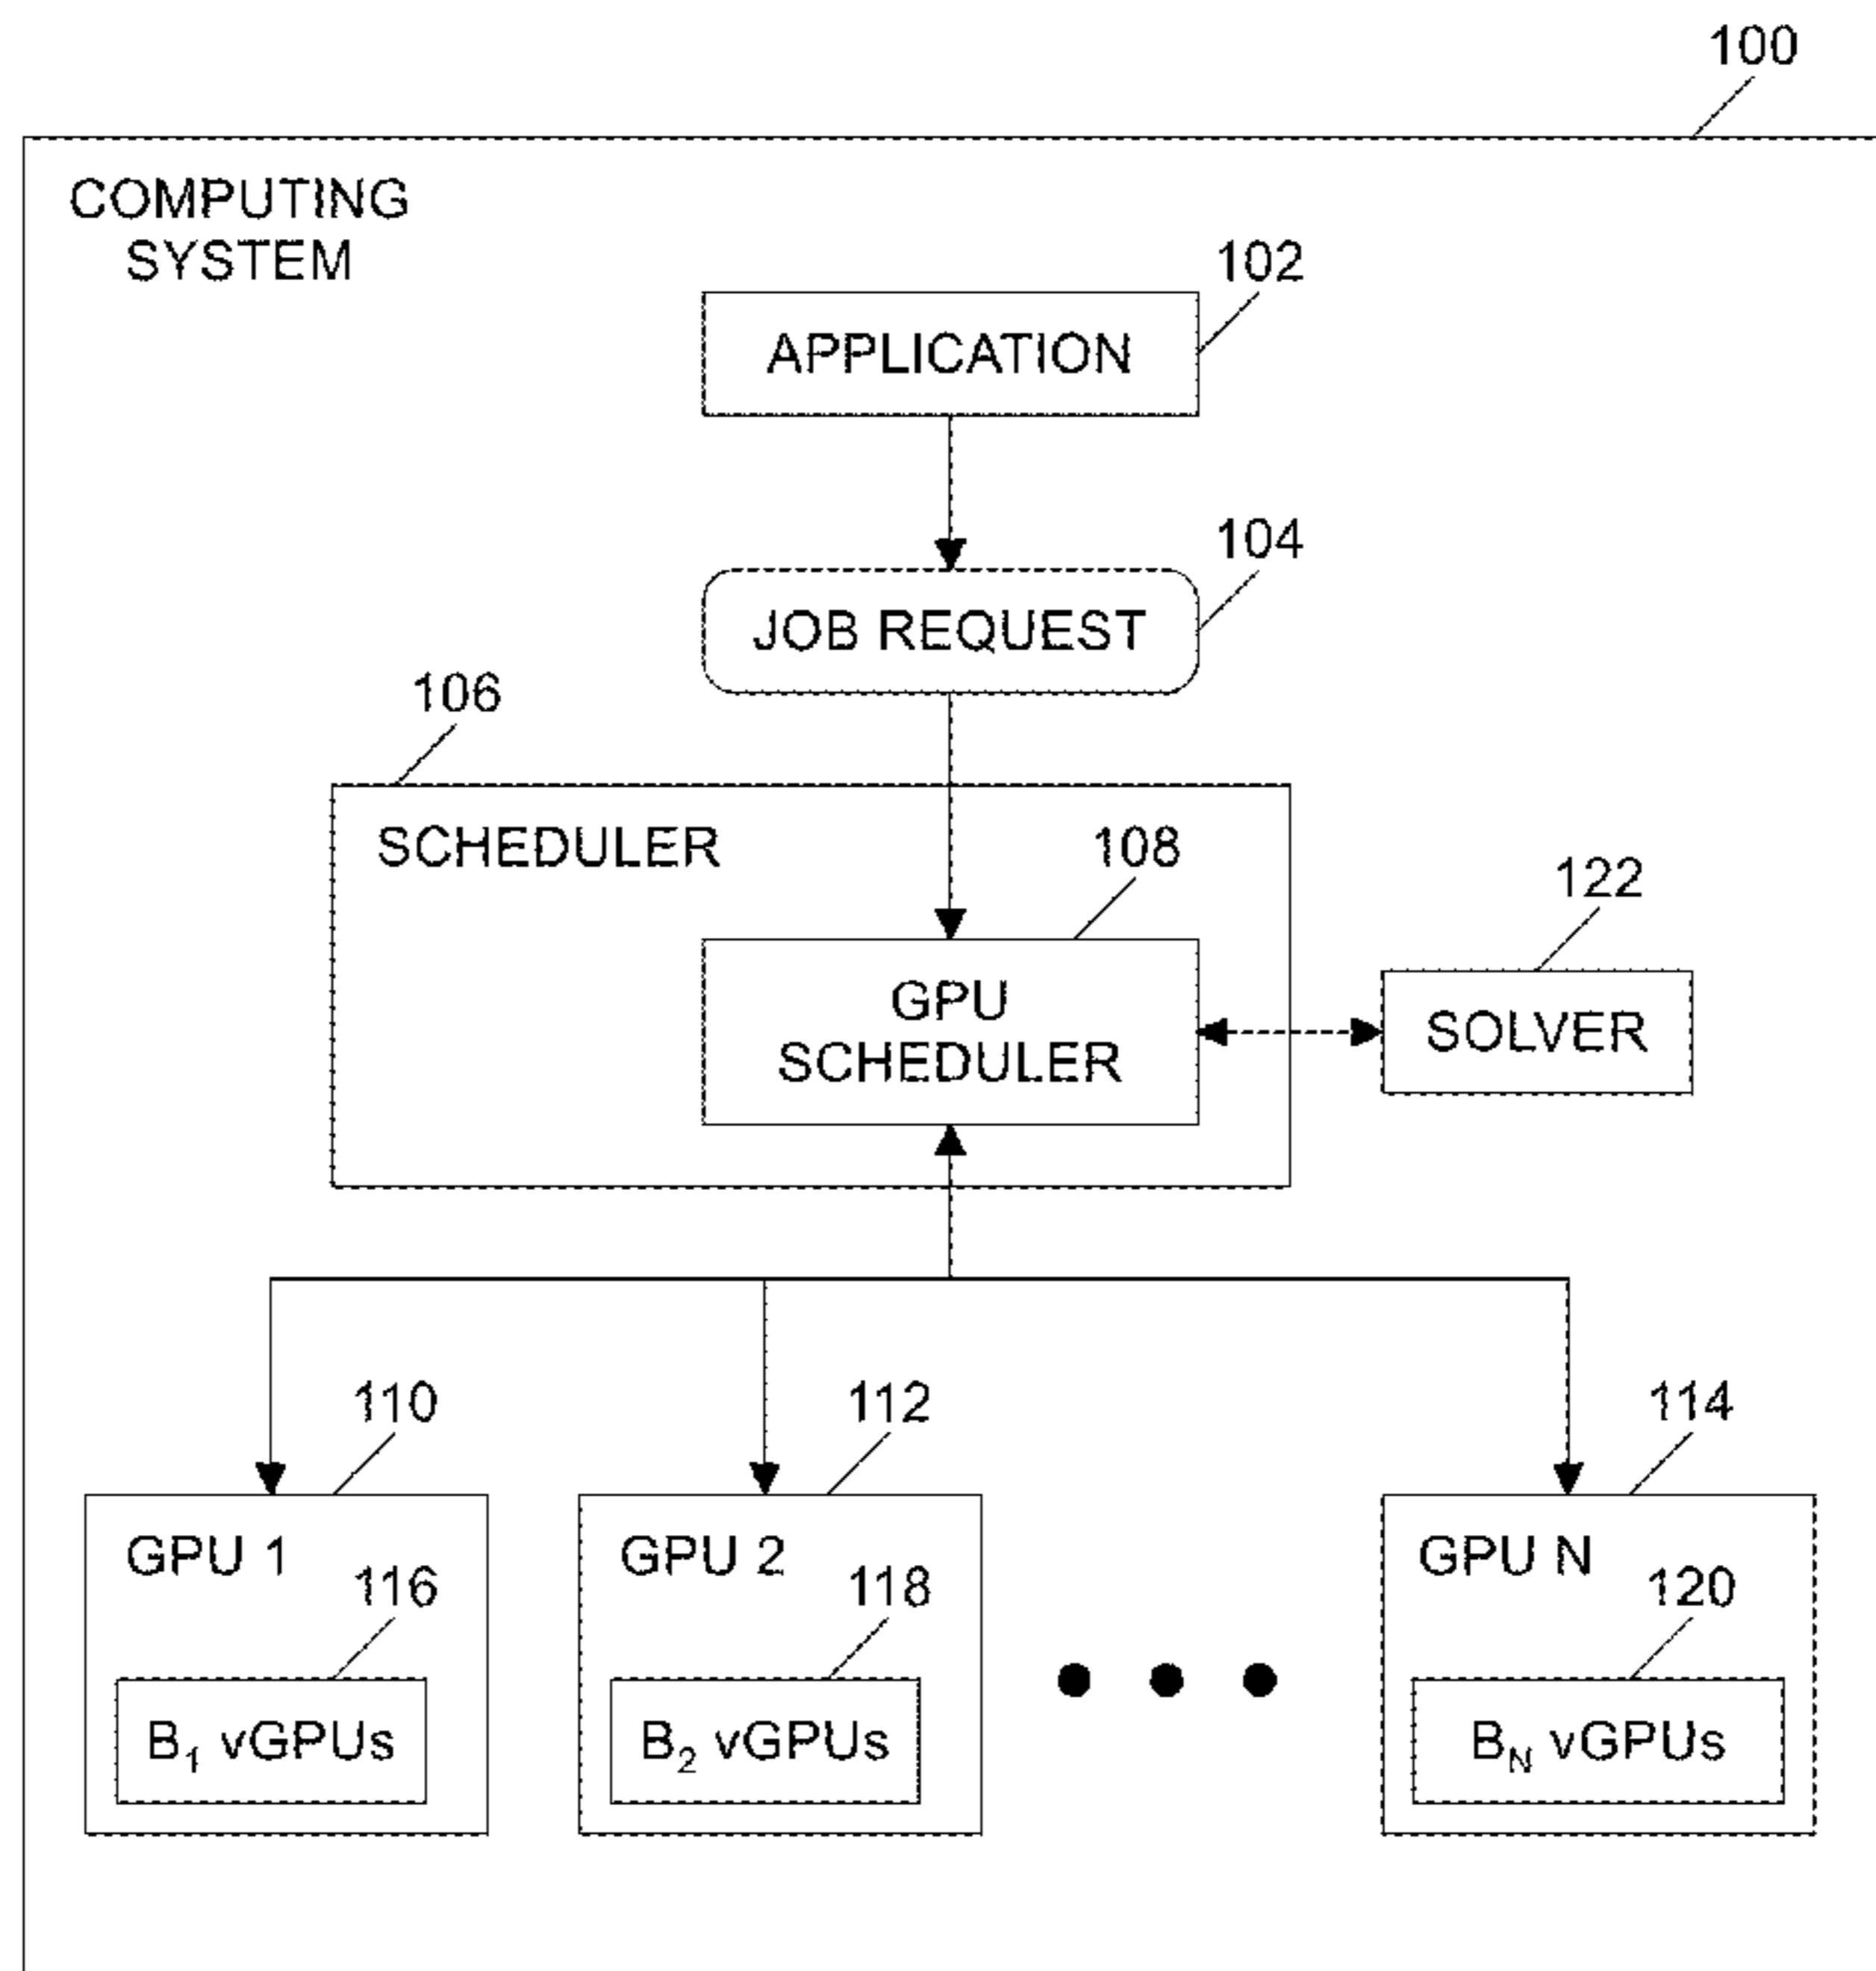 100
COMPUTING
SYSTEM
102
APPLICATION
104
JOB REQUEST
106
SCHEDULER
108
122
GPU
SCHEDULER
SOLVER
110
112
114
GPU 1
GPU 2
GPU N
116
118
120
B₁ vGPUs
B₂ vGPUs
B_N vGPUs